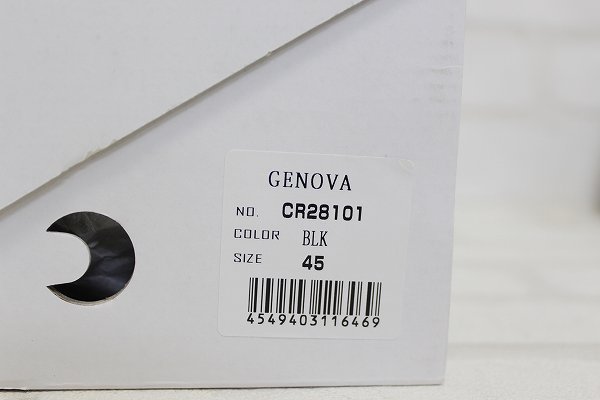 GENOVA
NO. CR28101
COLOR BLK
SIZE 45
4549403116469